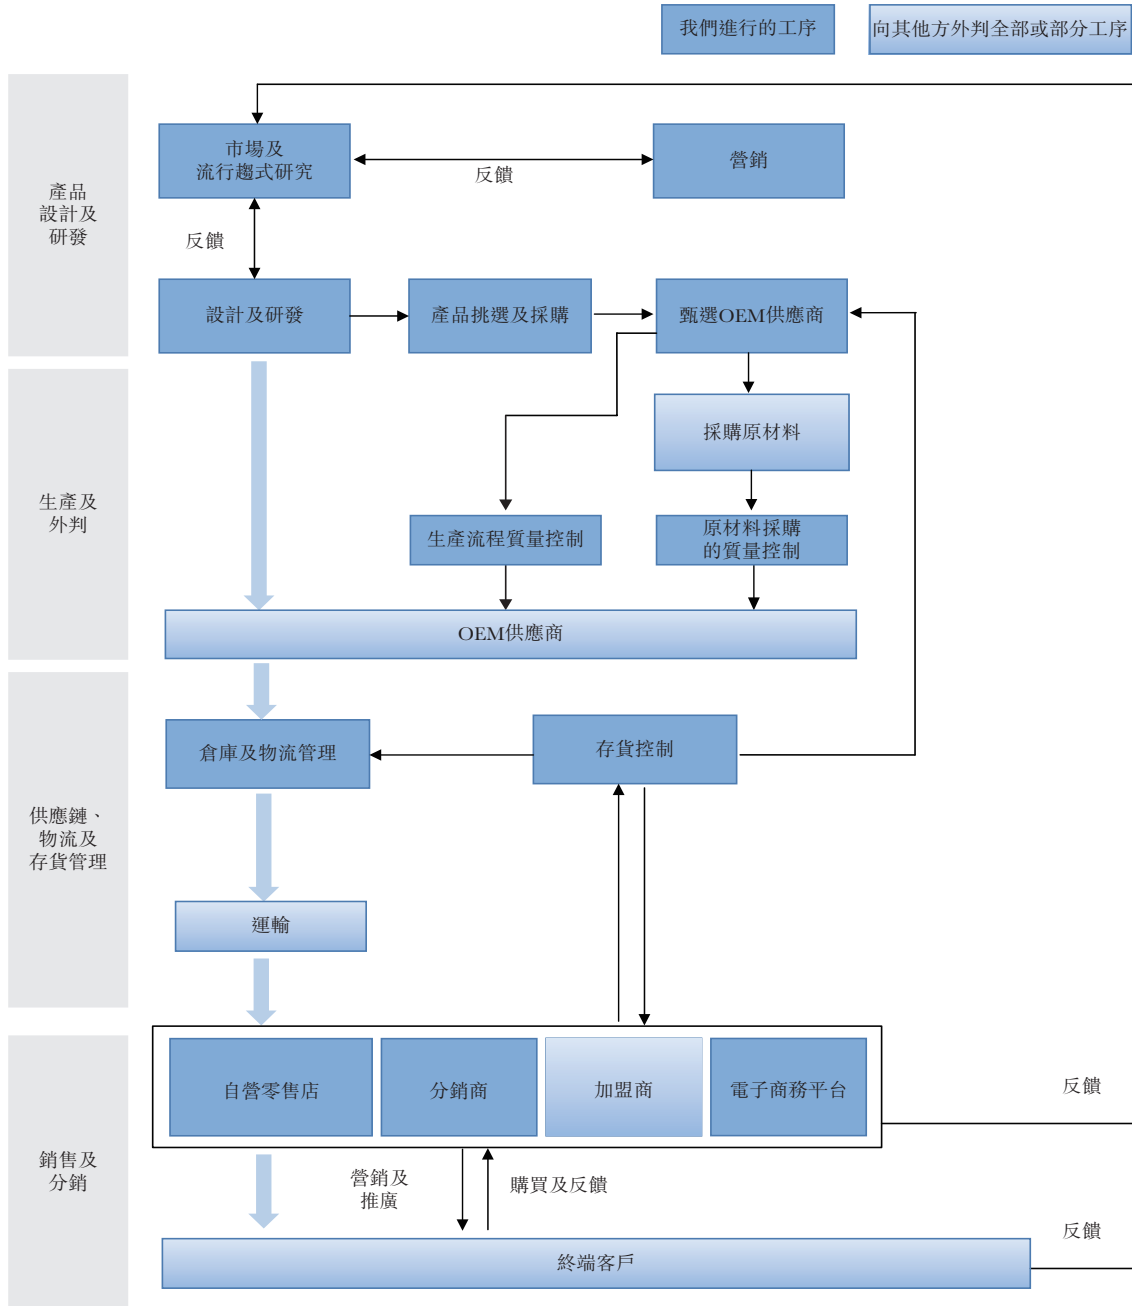 我們進行的工序
向其他方外判全部或部分工序
產品
設計及
研發
市場及
流行趨式研究
反饋
營銷
反饋
設計及研發
產品挑選及採購
甄選OEM供應商
生產及
外判
採購原材料
生產流程質量控制
原材料採購
的質量控制
OEM供應商
供應鏈、
物流及
存貨管理
倉庫及物流管理
存貨控制
運輸
銷售及
分銷
自營零售店
分銷商
加盟商
電子商務平台
反饋
營銷及
推廣
購買及反饋
反饋
終端客戶